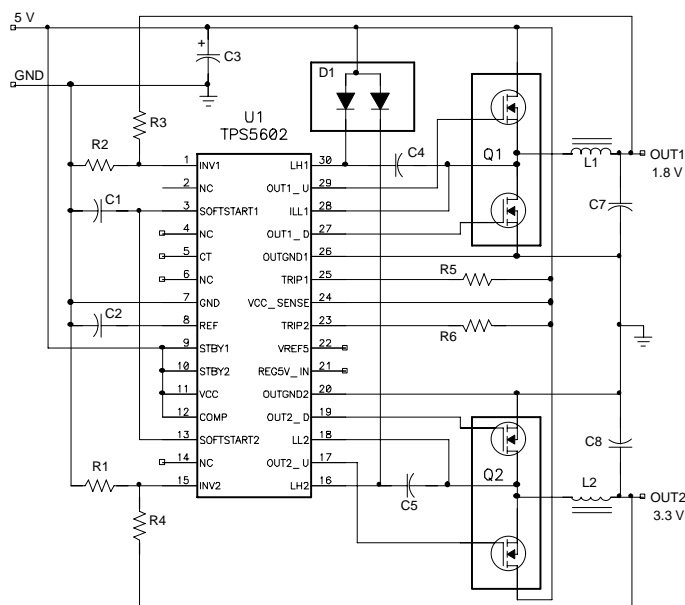 5 V
+
C3
GND
D1
U1
TPS5602
R3
R2
C4
Q1
L1
OUT1
1.8 V
C1
C7
1 INV1 LH1 30
2 NC OUT1_U 29
3 SOFTSTART1 ILL1 28
4 NC OUT1_D 27
5 CT OUTGND1 26
6 NC TRIP1 25
7 GND VCC_SENSE 24
8 REF TRIP2 23
9 STBY1 VREF5 22
10 STBY2 REG5V_IN 21
11 VCC OUTGND2 20
12 COMP OUT2_D 19
13 SOFTSTART2 LL2 18
14 NC OUT2_U 17
15 INV2 LH2 16
R5
C2
R6
C8
R1
Q2
L2
C5
OUT2
3.3 V
R4